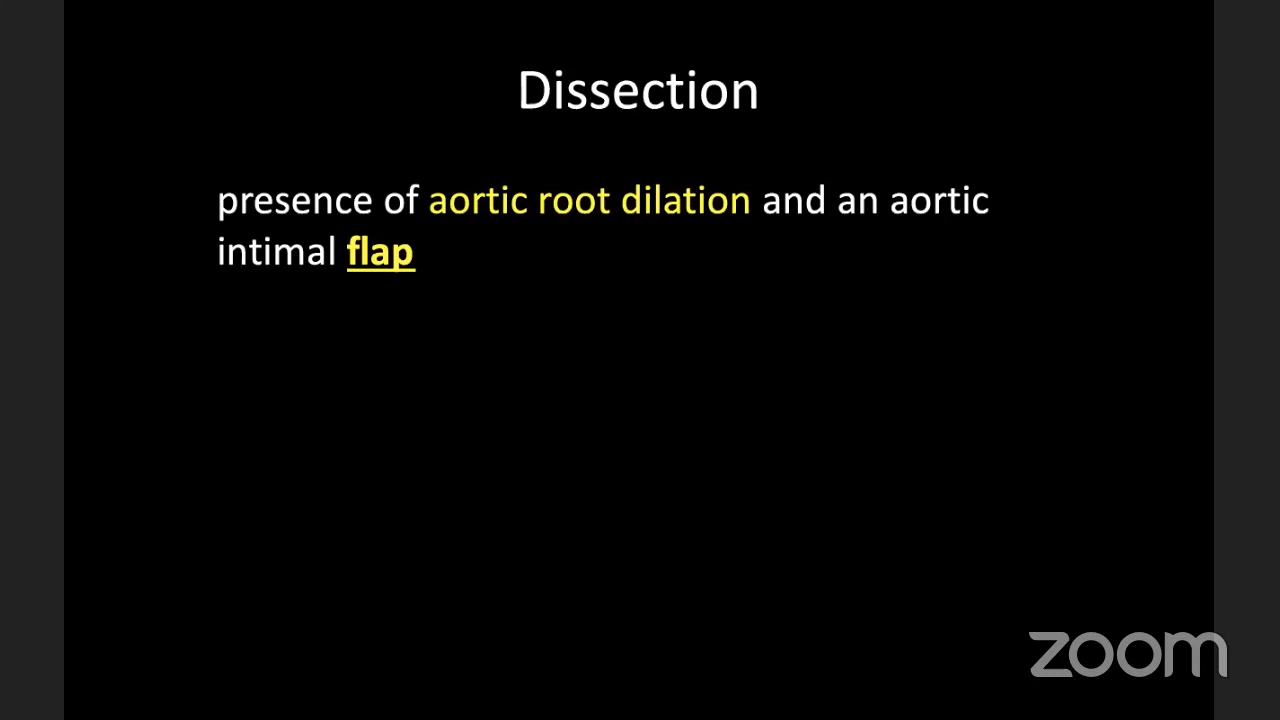 Dissection
presence of aortic root dilation and an aortic
intimal flap
zoom